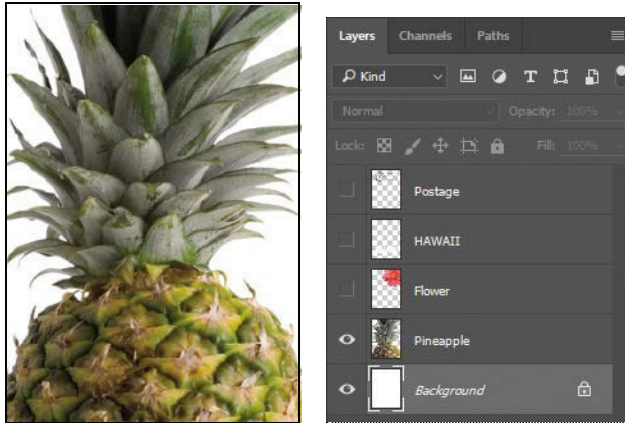 Layers Channels Paths
Kind
Normal Opacity: 100%
Lock: Fill: 100%
Postage
HAWAII
Flower
Pineapple
Background